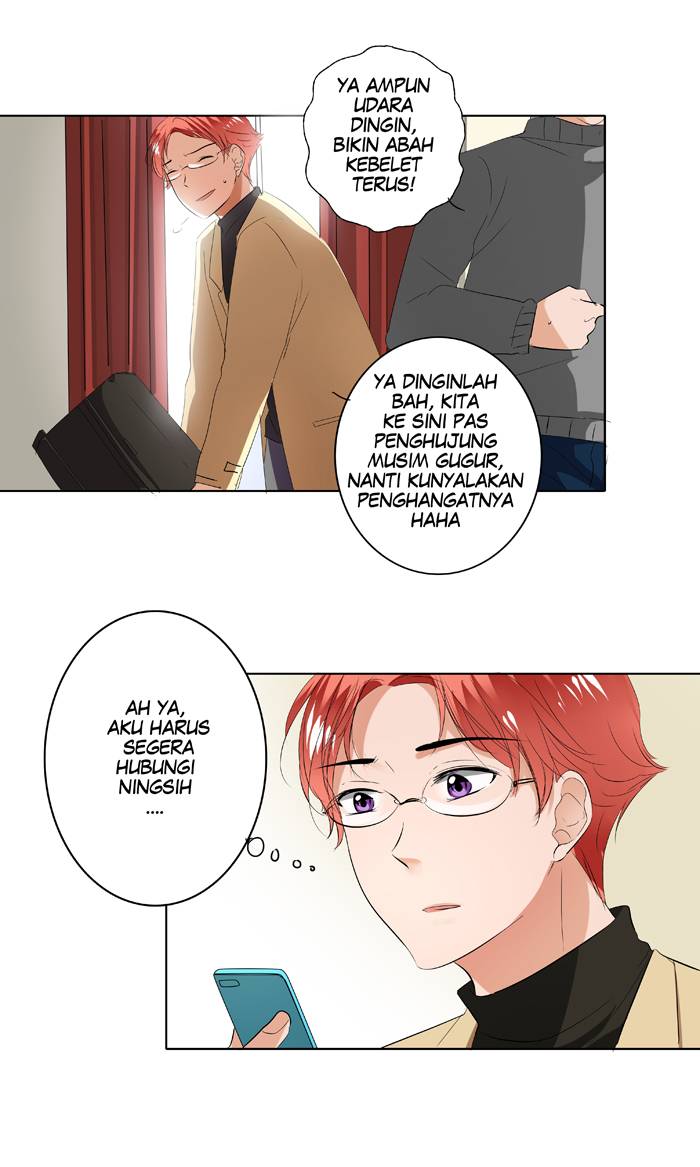 YA AMPUN
UDARA
DINGIN,
BIKIN ABAH
KEBELET
TERUS!
YA DINGINLAH
BAH, KITA
KE SINI PAS
PENGHUJUNG
MUSIM GUGUR,
NANTI KUNYALAKAN
PENGHANGATNYA
HAHA
AH YA,
AKU HARUS
SEGERA
HUBUNGI
NINGSIH
....